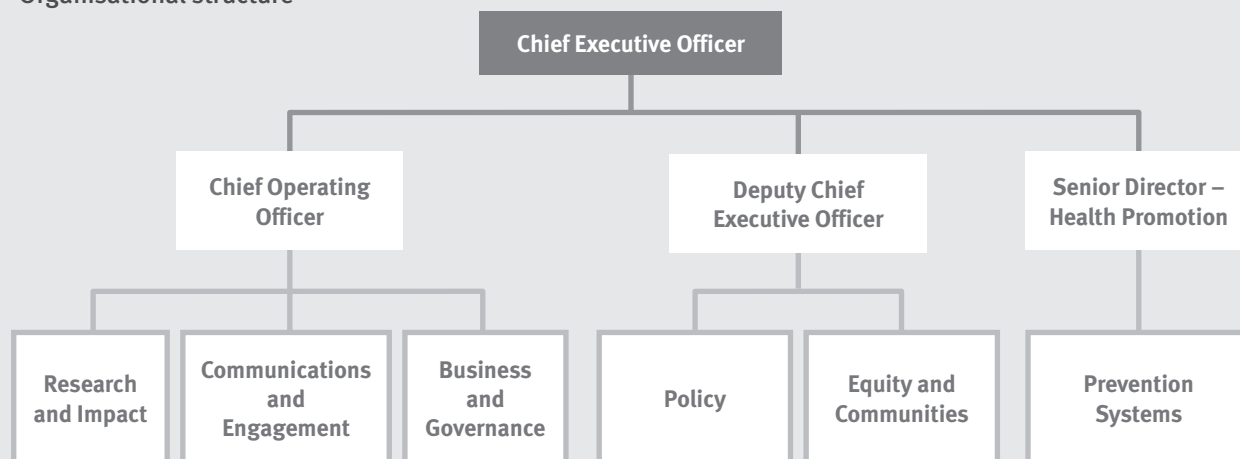 Organisational structure
Chief Executive Officer
Chief Operating
Officer
Deputy Chief
Executive Officer
Senior Director –
Health Promotion
Research
and Impact
Communications
and
Engagement
Business
and
Governance
Policy
Equity and
Communities
Prevention
Systems